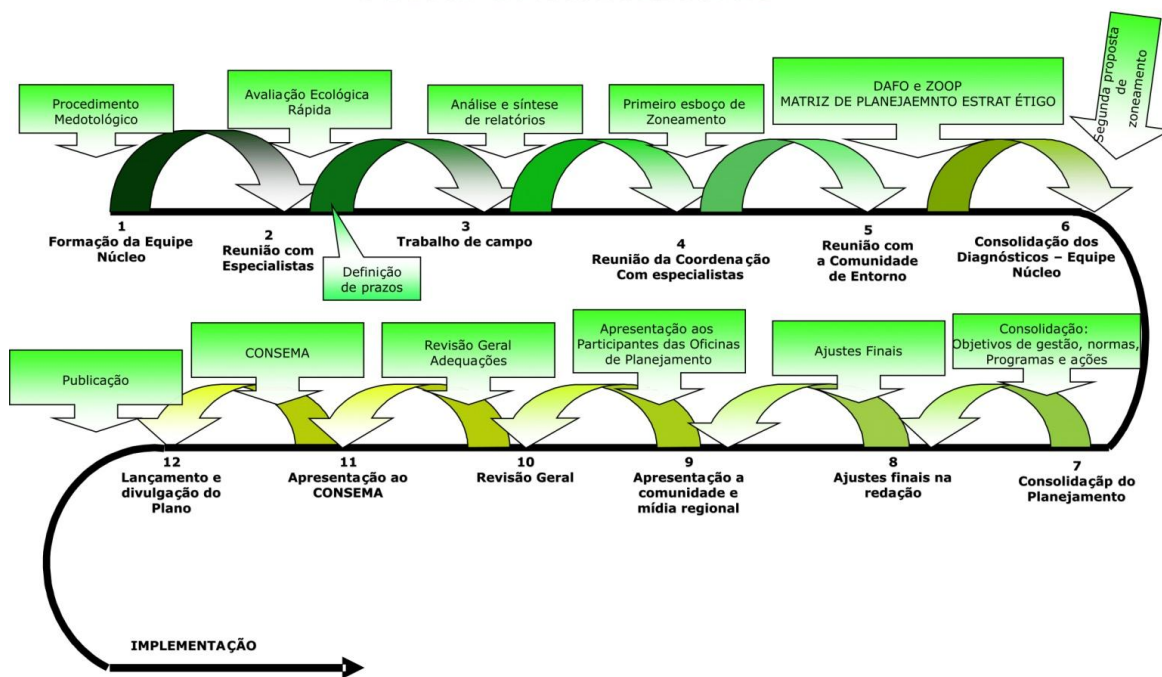 Procedimento
Medotológico
Avaliação Ecológica
Rápida
Análise e síntese
de relatórios
Primeiro esboço de
Zoneamento
DAFO e ZOOP
MATRIZ DE PLANEJAEMNTO ESTRAT ÉTIGO
Segunda proposta
de
zoneamento
1
Formação da Equipe
Núcleo
2
Reunião com
Especialistas
Definição
de prazos
3
Trabalho de campo
4
Reunião da Coordenação
Com especialistas
5
Reunião com
a Comunidade
de Entorno
6
Consolidação dos
Diagnósticos – Equipe
Núcleo
Publicação
CONSEMA
Revisão Geral
Adequações
Apresentação aos
Participantes das Oficinas
de Planejamento
Ajustes Finais
Consolidação:
Objetivos de gestão, normas,
Programas e ações
12
Lançamento e
divulgação do
Plano
11
Apresentação ao
CONSEMA
10
Revisão Geral
9
Apresentação a
comunidade e
mídia regional
8
Ajustes finais na
redação
7
Consolidaçãp do
Planejamento
IMPLEMENTAÇÃO